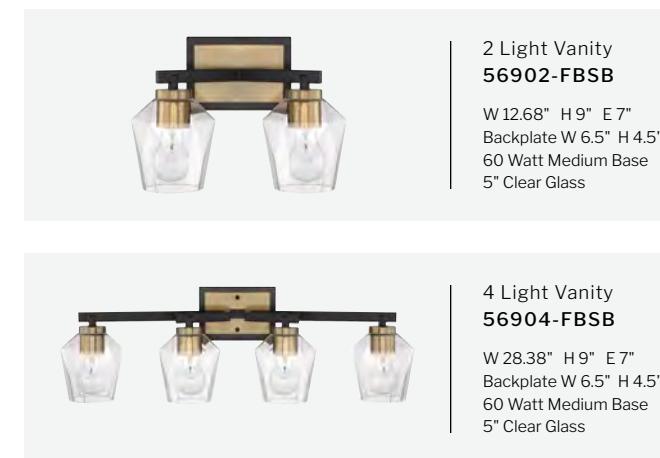 2 Light Vanity
56902-FBSB
W 12.68" H 9" E 7"
Backplate W 6.5" H 4.5"
60 Watt Medium Base
5" Clear Glass
4 Light Vanity
56904-FBSB
W 28.38" H 9" E 7"
Backplate W 6.5" H 4.5"
60 Watt Medium Base
5" Clear Glass